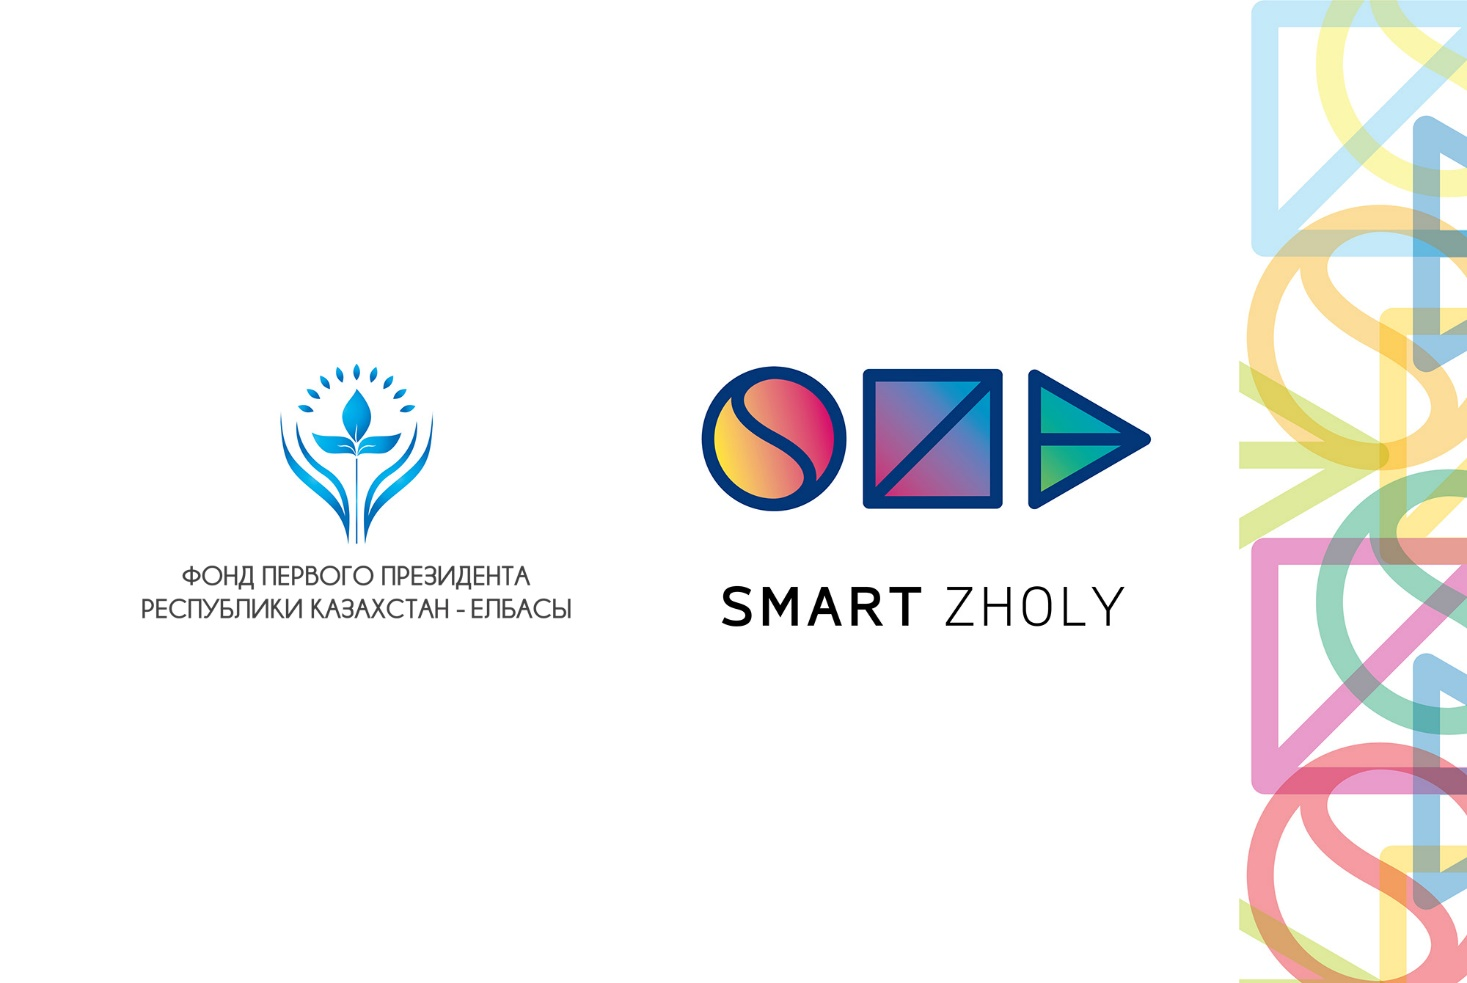 ФОНД ПЕРВОГО ПРЕЗИДЕНТА
РЕСПУБЛИКИ КАЗАХСТАН - ЕЛБАСЫ
SMART ZHOLY